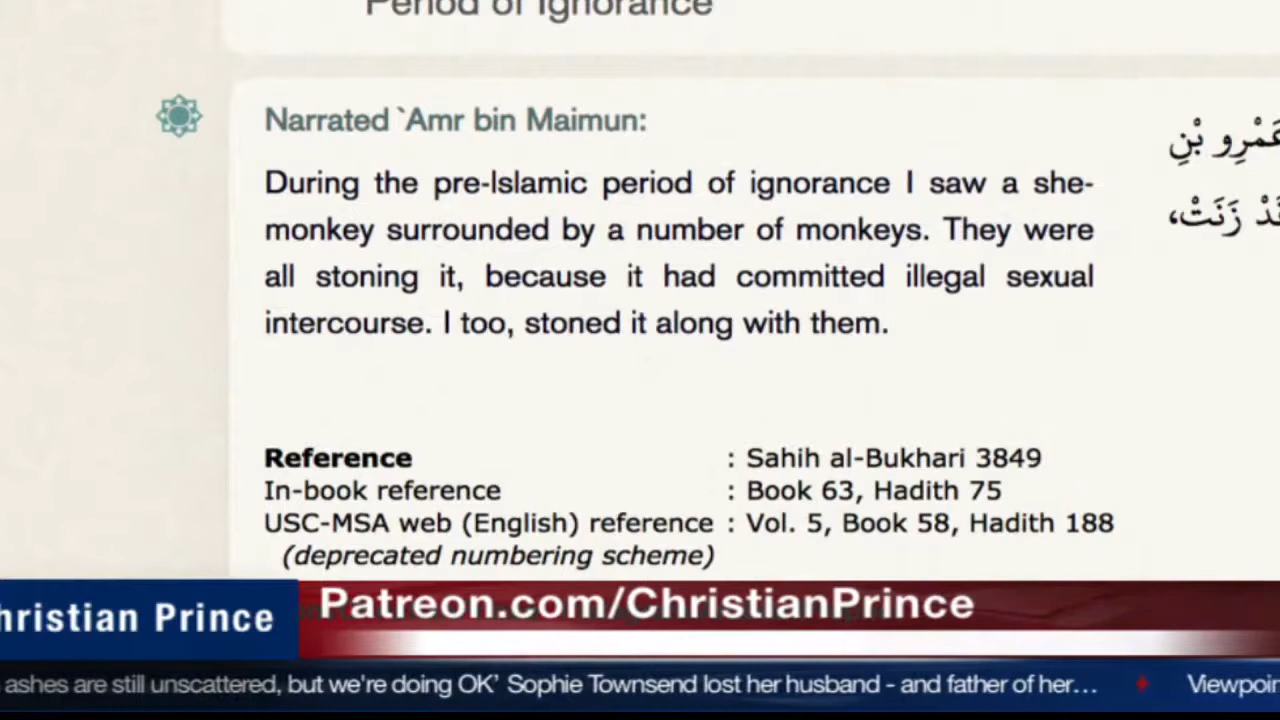 Period of Ignorance
Narrated `Amr bin Maimun:
During the pre-Islamic period of ignorance I saw a she-
monkey surrounded by a number of monkeys. They were
all stoning it, because it had committed illegal sexual
intercourse. I too, stoned it along with them.
عَمْرِو بْنِ
قَدْ زَنَتْ،
Reference : Sahih al-Bukhari 3849
In-book reference : Book 63, Hadith 75
USC-MSA web (English) reference : Vol. 5, Book 58, Hadith 188
(deprecated numbering scheme)
hristian Prince
Patreon.com/ChristianPrince
ashes are still unscattered, but we're doing OK’ Sophie Townsend lost her husband - and father of her… Viewpoin